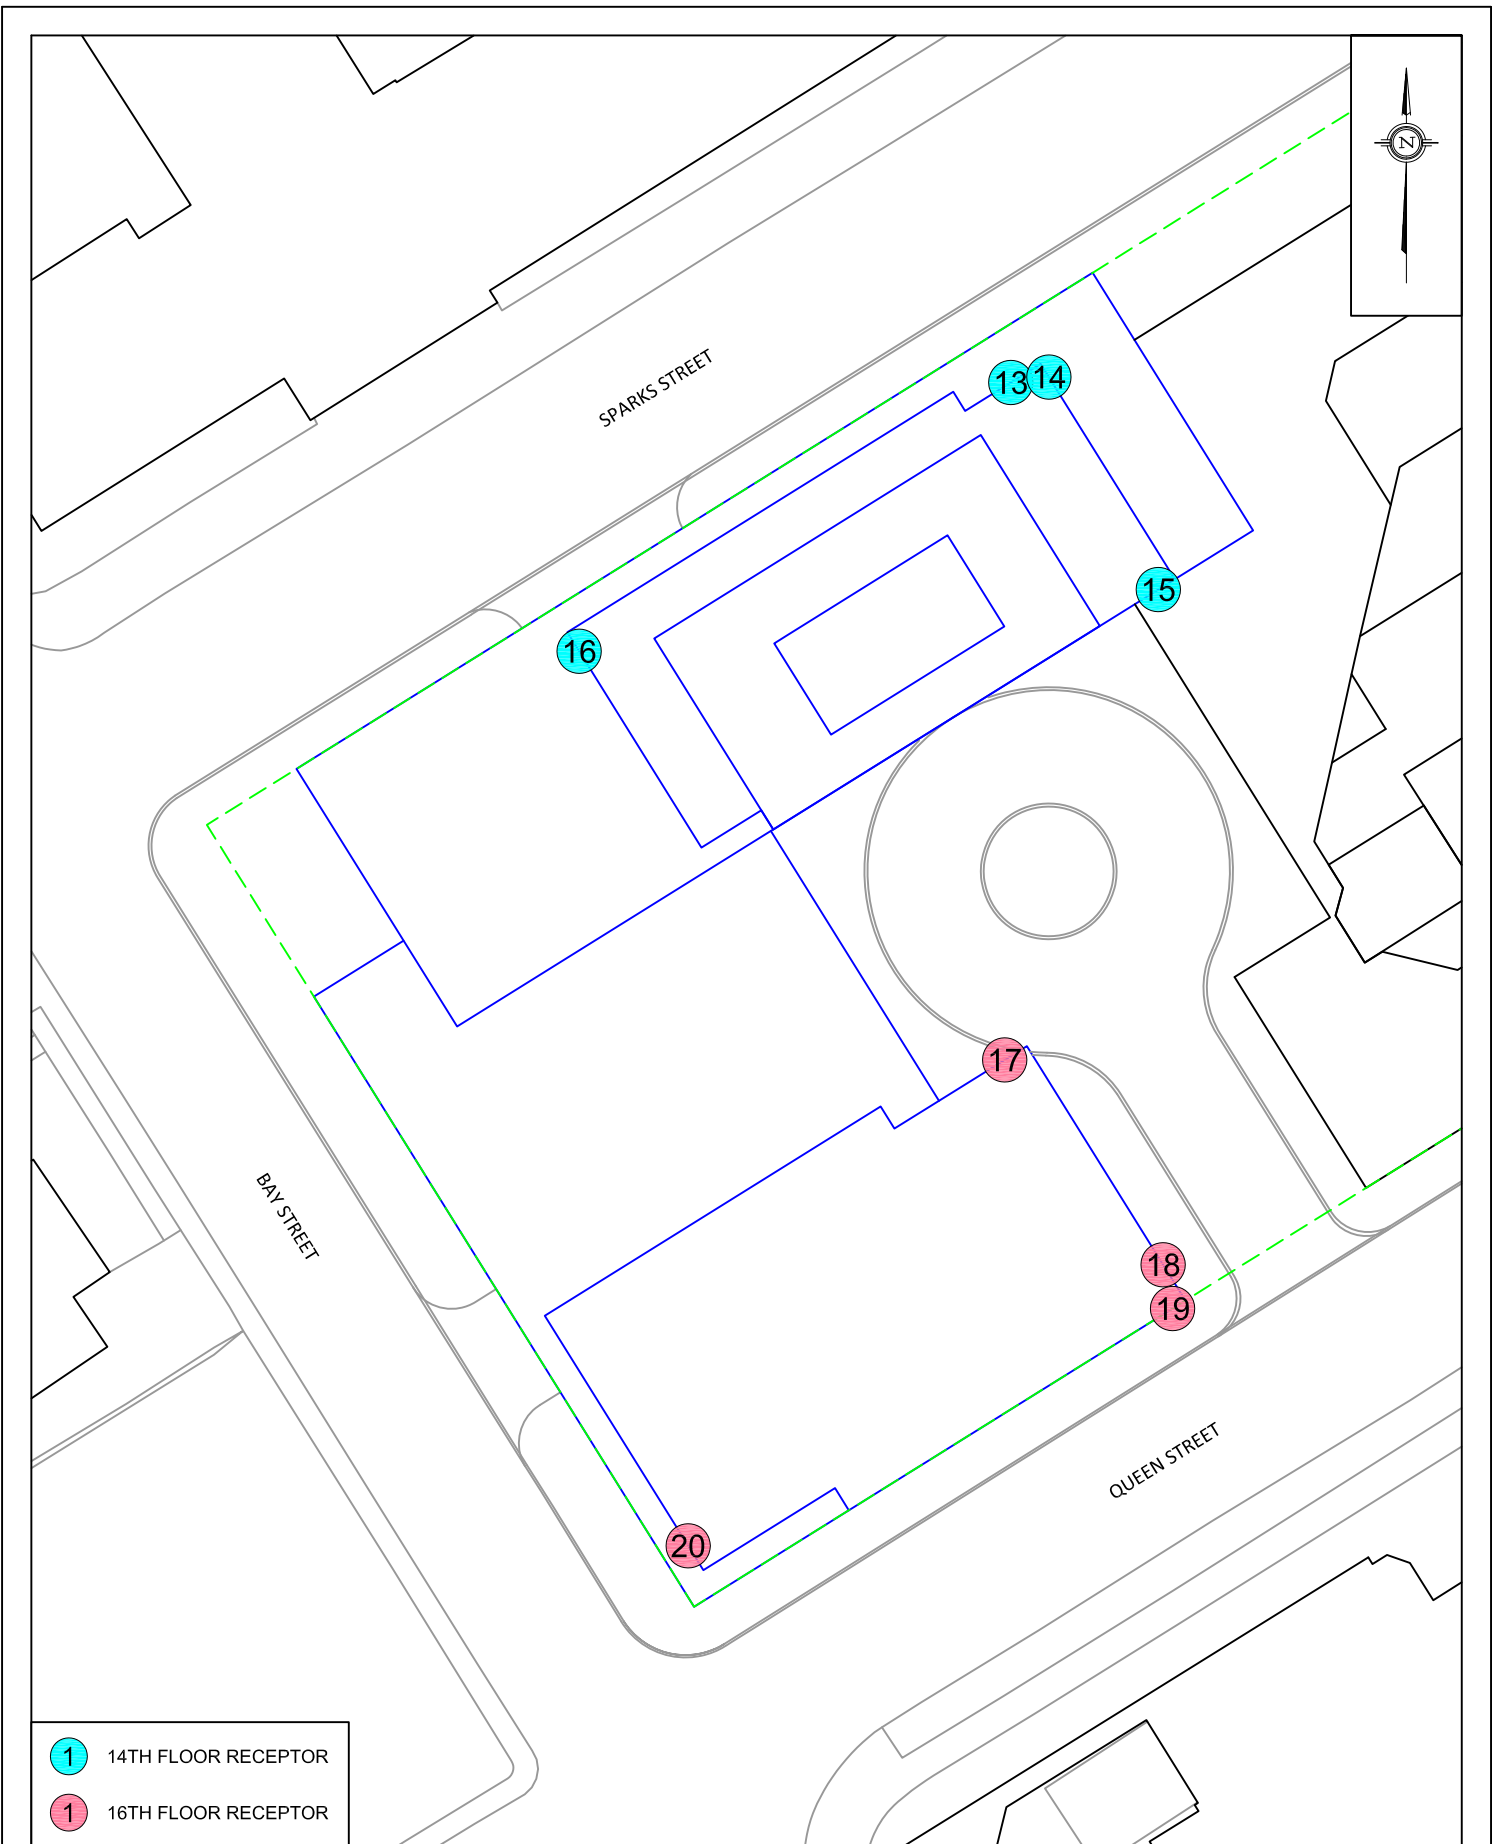 N
SPARKS STREET
13
14
15
16
17
BAY STREET
18
19
QUEEN STREET
20
1 14TH FLOOR RECEPTOR
1 16TH FLOOR RECEPTOR